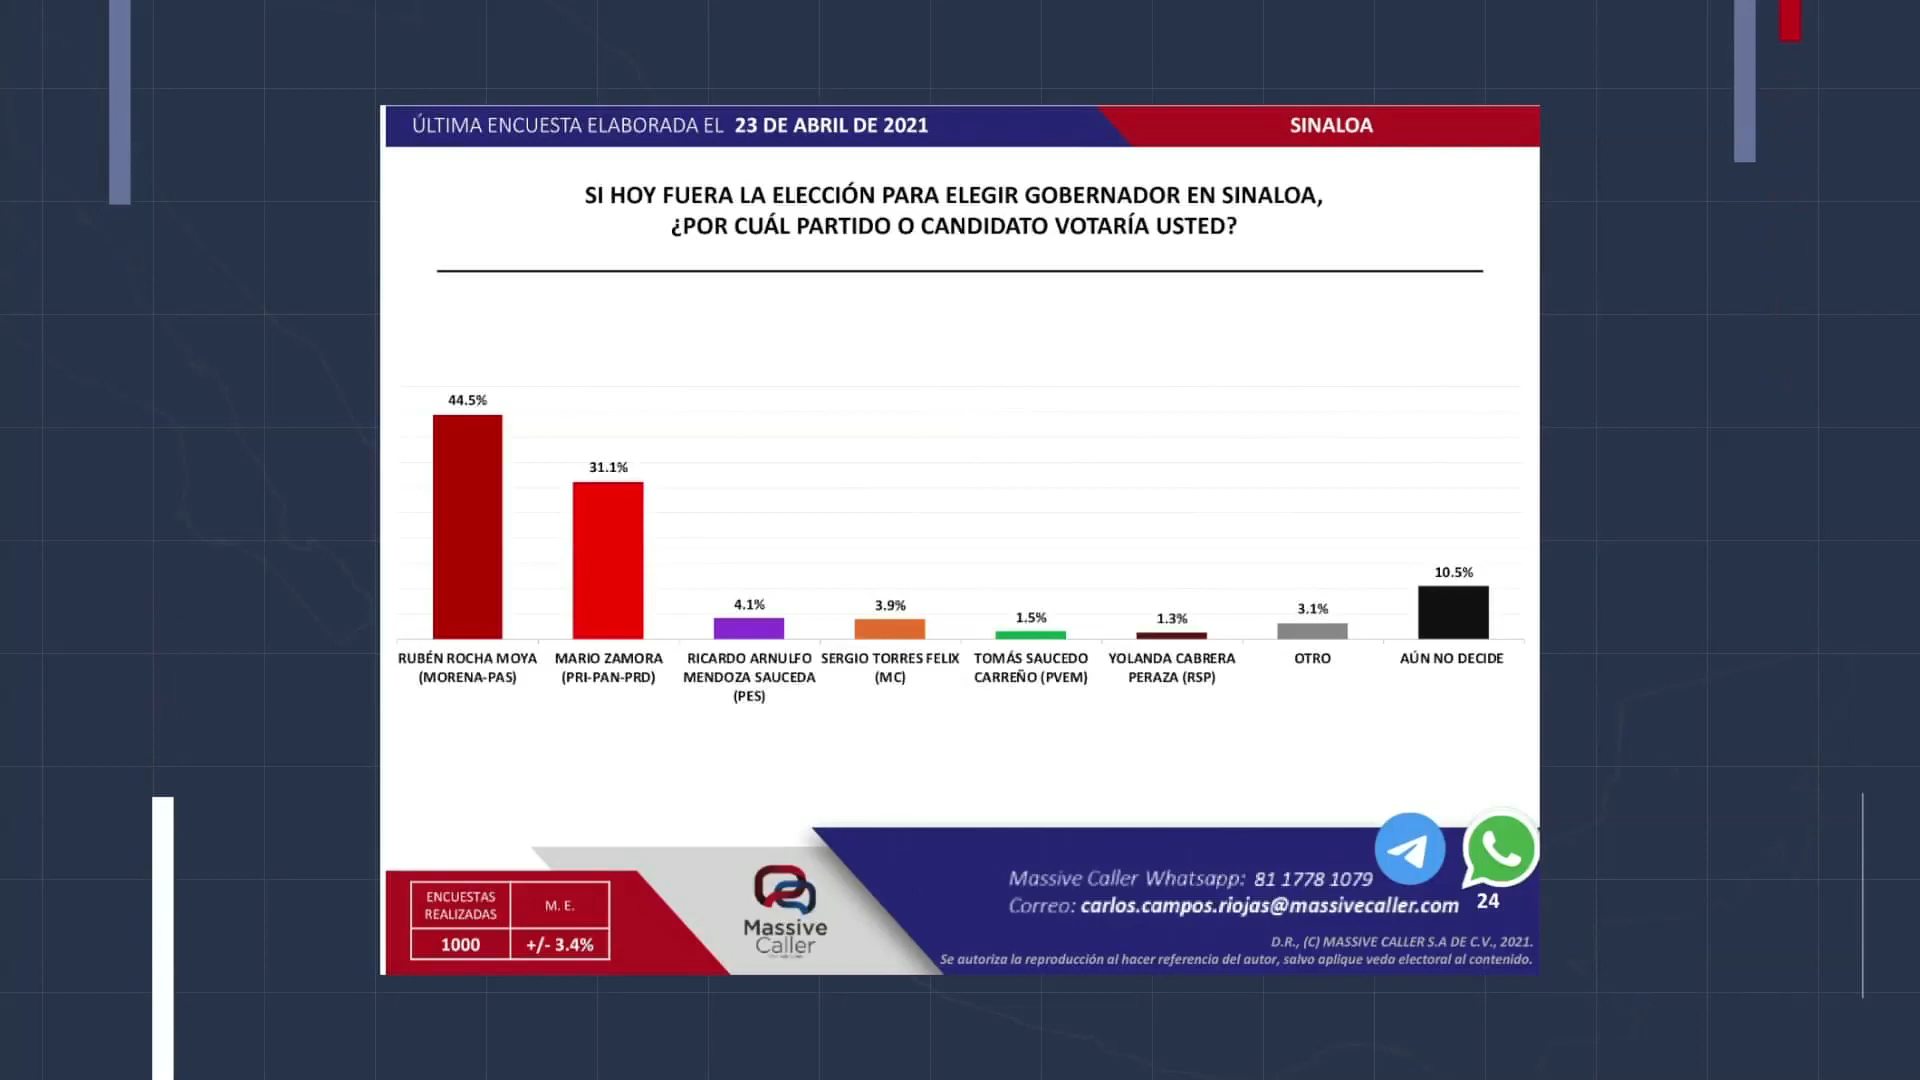 ÚLTIMA ENCUESTA ELABORADA EL 23 DE ABRIL DE 2021
SINALOA
SI HOY FUERA LA ELECCIÓN PARA ELEGIR GOBERNADOR EN SINALOA,
¿POR CUÁL PARTIDO O CANDIDATO VOTARÍA USTED?
44.5%
31.1%
4.1%
3.9%
1.5%
1.3%
3.1%
10.5%
RUBÉN ROCHA MOYA
(MORENA-PAS)
MARIO ZAMORA
(PRI-PAN-PRD)
RICARDO ARNULFO
MENDOZA SAUCEDA
(PES)
SERGIO TORRES FELIX
(MC)
TOMÁS SAUCEDO
CARREÑO (PVEM)
YOLANDA CABRERA
PERAZA (RSP)
OTRO
AÚN NO DECIDE
ENCUESTAS
REALIZADAS
M. E.
1000
+/- 3.4%
Massive
Caller
Massive Caller Whatsapp: 81 1778 1079
Correo: carlos.campos.riojas@massivecaller.com
24
D.R., (C) MASSIVE CALLER S.A DE C.V., 2021.
Se autoriza la reproducción al hacer referencia del autor, salvo aplique veda electoral al contenido.